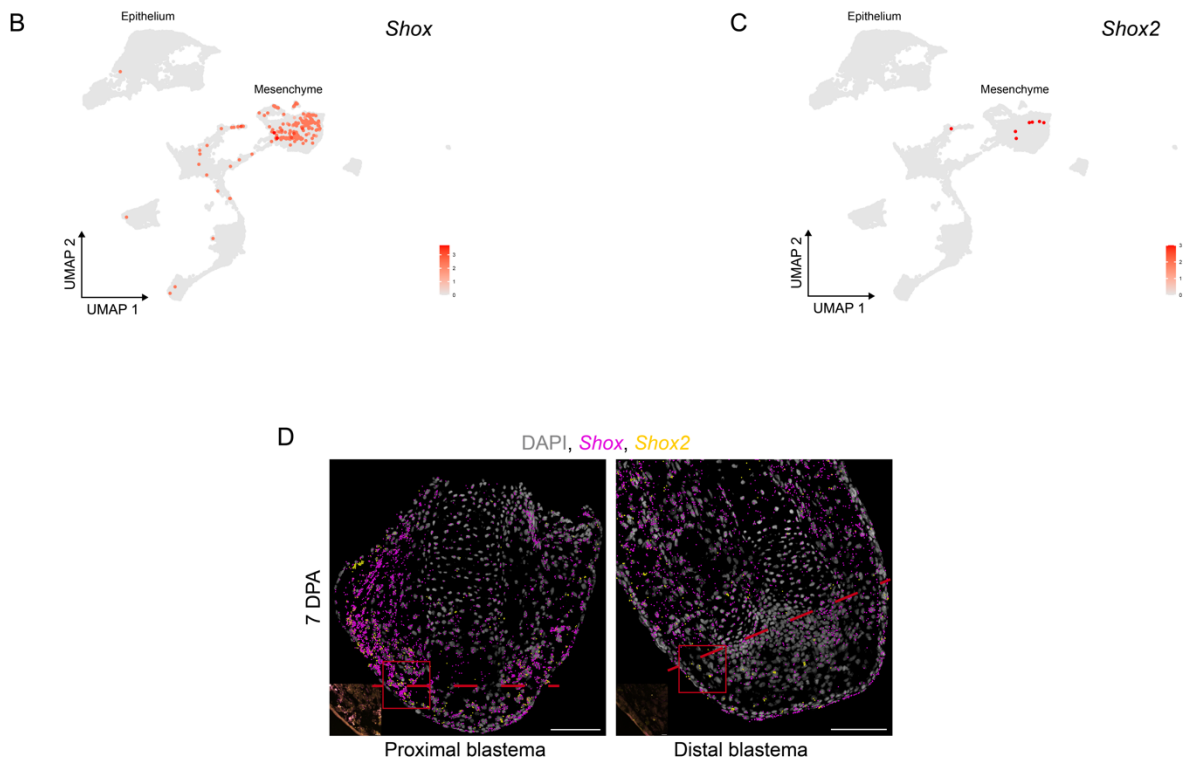 B
Shox
Epithelium
Mesenchyme
UMAP 2
UMAP 1
3
2
1
0
C
Shox2
Epithelium
Mesenchyme
UMAP 2
UMAP 1
3
2
1
0
D
DAPI, Shox, Shox2
7 DPA
Proximal blastema
Distal blastema